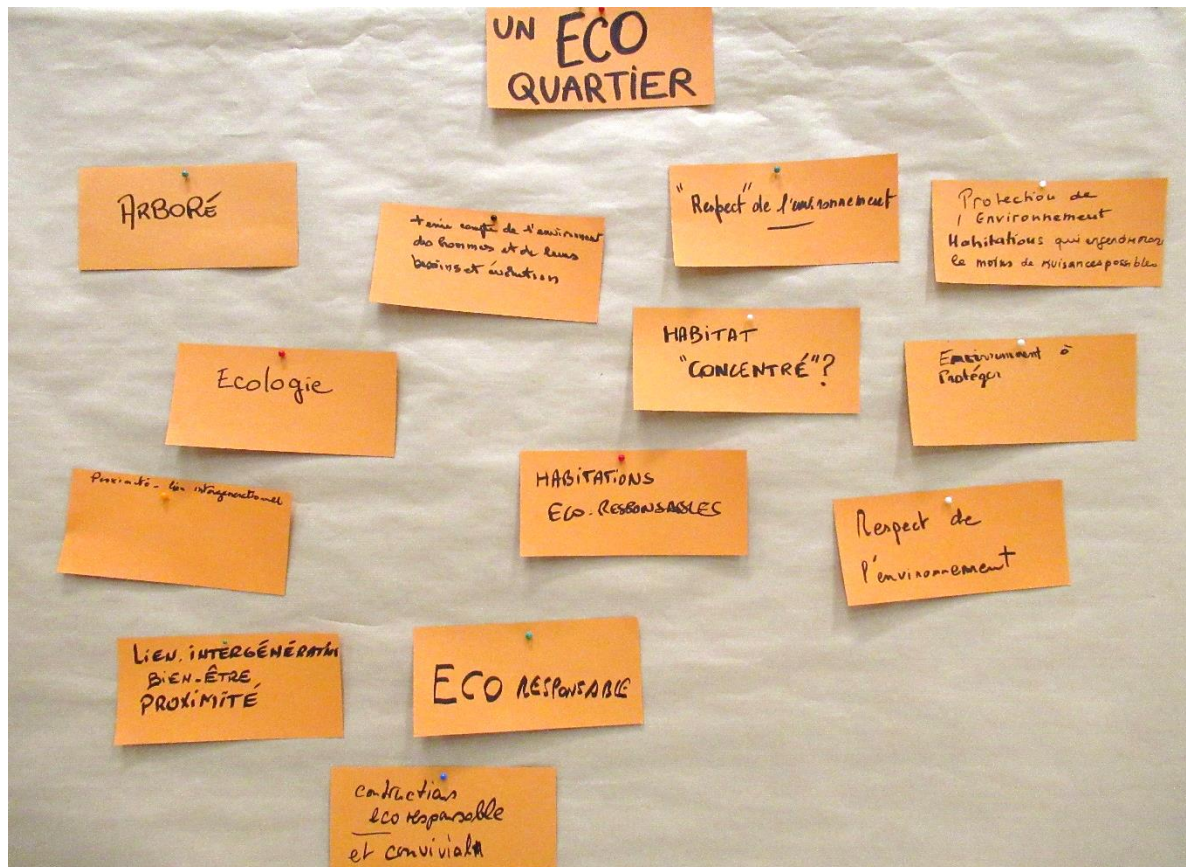 UN ECO
QUARTIER
ARBORÉ
tenir compte de l'environnement
des hommes et de leurs
besoins et évolution
"Respect" de l'environnement
Protection de
l'Environnement
Habitations qui engendrent
le moins de nuisances possibles
Ecologie
HABITAT
"CONCENTRÉ"?
Environnement à
Protéger
Proximité - lien intergénérationnel
HABITATIONS
ECO-RESPONSABLES
Respect de
l'environnement
LIEN. INTERGÉNÉRATION
BIEN-ÊTRE
PROXIMITÉ
ECO RESPONSABLE
Contructions
eco responsable
et conviviale